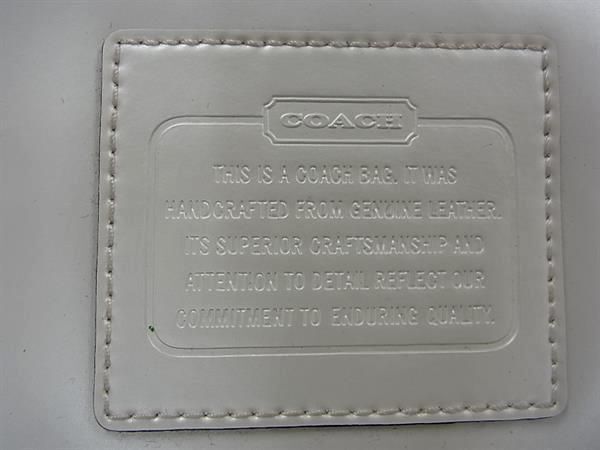 COACH
THIS IS A COACH BAG. IT WAS
HANDCRAFTED FROM GENUINE LEATHER.
ITS SUPERIOR CRAFTSMANSHIP AND
ATTENTION TO DETAIL REFLECT OUR
COMMITMENT TO ENDURING QUALITY.